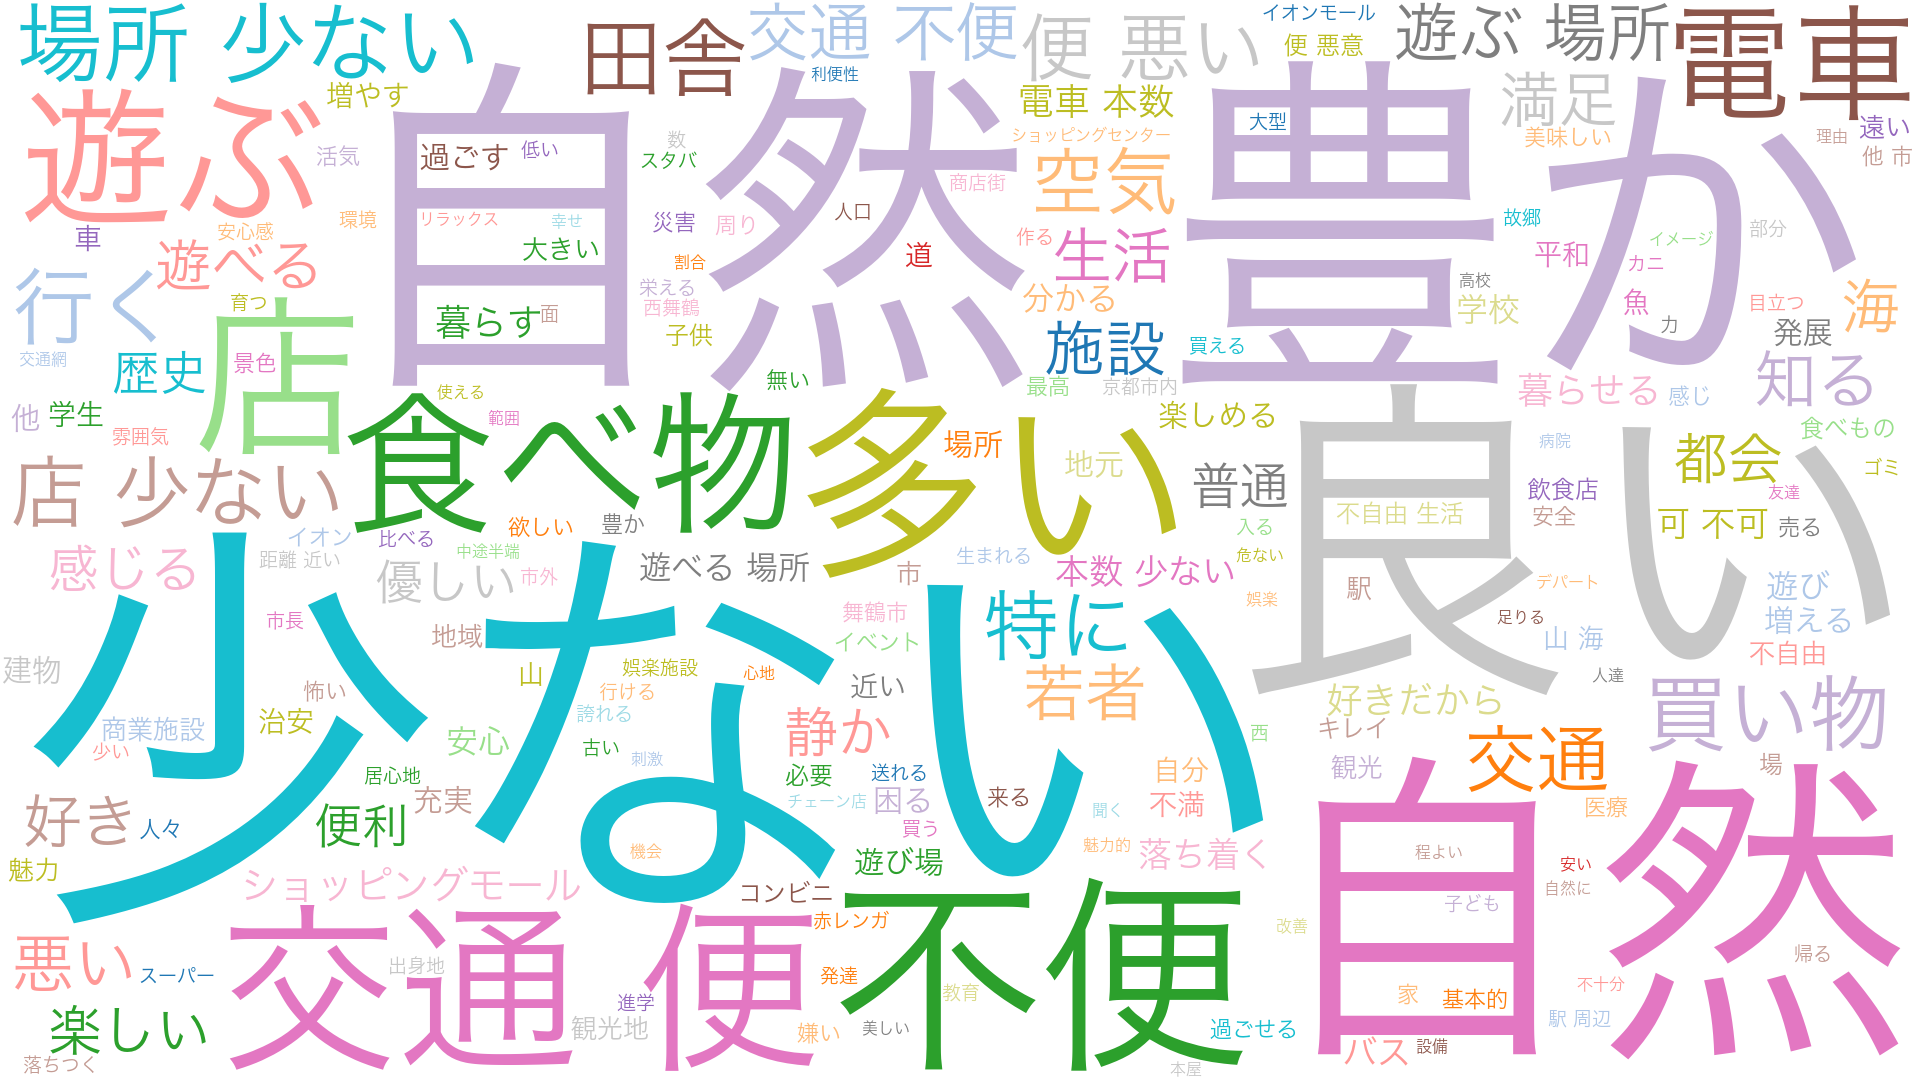 場所 少ない
田舎
交通 不便
便 悪い
イオンモール
便 悪意
遊ぶ 場所
電車
利便性
増やす
遊ぶ
自然 豊か
電車 本数
大型
満足
美味しい
理由
遠い
他 市
ショッピングセンター
活気
過ごす
低い
数
スタバ
空気
商店街
安心感
環境
リラックス
幸せ
災害
周り
人口
作る
故郷
部分
車
遊べる
大きい
割合
道
生活
平和
イメージ
カニ
行く
育つ
店
栄える
西舞鶴
分かる
高校
学校
魚
目立つ
海
暮らす
面
子供
施設
買える
力
発展
交通網
歴史
景色
使える
無い
最高
京都市内
暮らせる
感じ
知る
他
学生
雰囲気
範囲
食べ物
多い
場所
楽しめる
良い
病院
都会
食べもの
ゴミ
店 少ない
地元
普通
飲食店
友達
不自由 生活
安全
可 不可
売る
イオン
比べる
欲しい
豊か
入る
距離 近い
中途半端
生まれる
危ない
感じる
優しい
市外
遊べる 場所
市
本数 少ない
駅
デパート
遊び
娯楽
足りる
増える
市長
少ない
舞鶴市
特に
地域
イベント
山 海
不自由
建物
山
娯楽施設
心地
人達
怖い
行ける
近い
若者
好きだから
買い物
商業施設
治安
誇れる
静か
キレイ
少い
安心
古い
刺激
西
交通
居心地
必要
送れる
自分
観光
場
好き
人々
便利
充実
チェーン店
困る
来る
聞く
不満
医療
自然
魅力
機会
買う
魅力的
落ち着く
程よい
安い
遊び場
ショッピングモール
コンビニ
自然に
子ども
交通 便
不便
赤レンガ
改善
悪い
スーパー
出身地
発達
帰る
不十分
進学
教育
家
基本的
楽しい
観光地
嫌い
美しい
過ごせる
駅 周辺
落ちつく
本屋
バス
設備